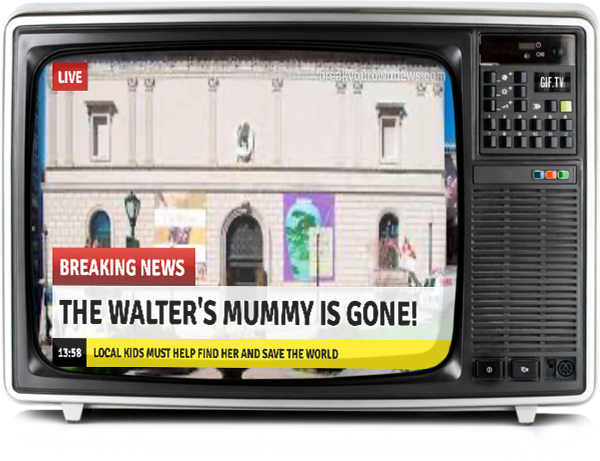 LIVE
breakyourownnews.com
GIF.TV
BREAKING NEWS
THE WALTER'S MUMMY IS GONE!
13:58
LOCAL KIDS MUST HELP FIND HER AND SAVE THE WORLD